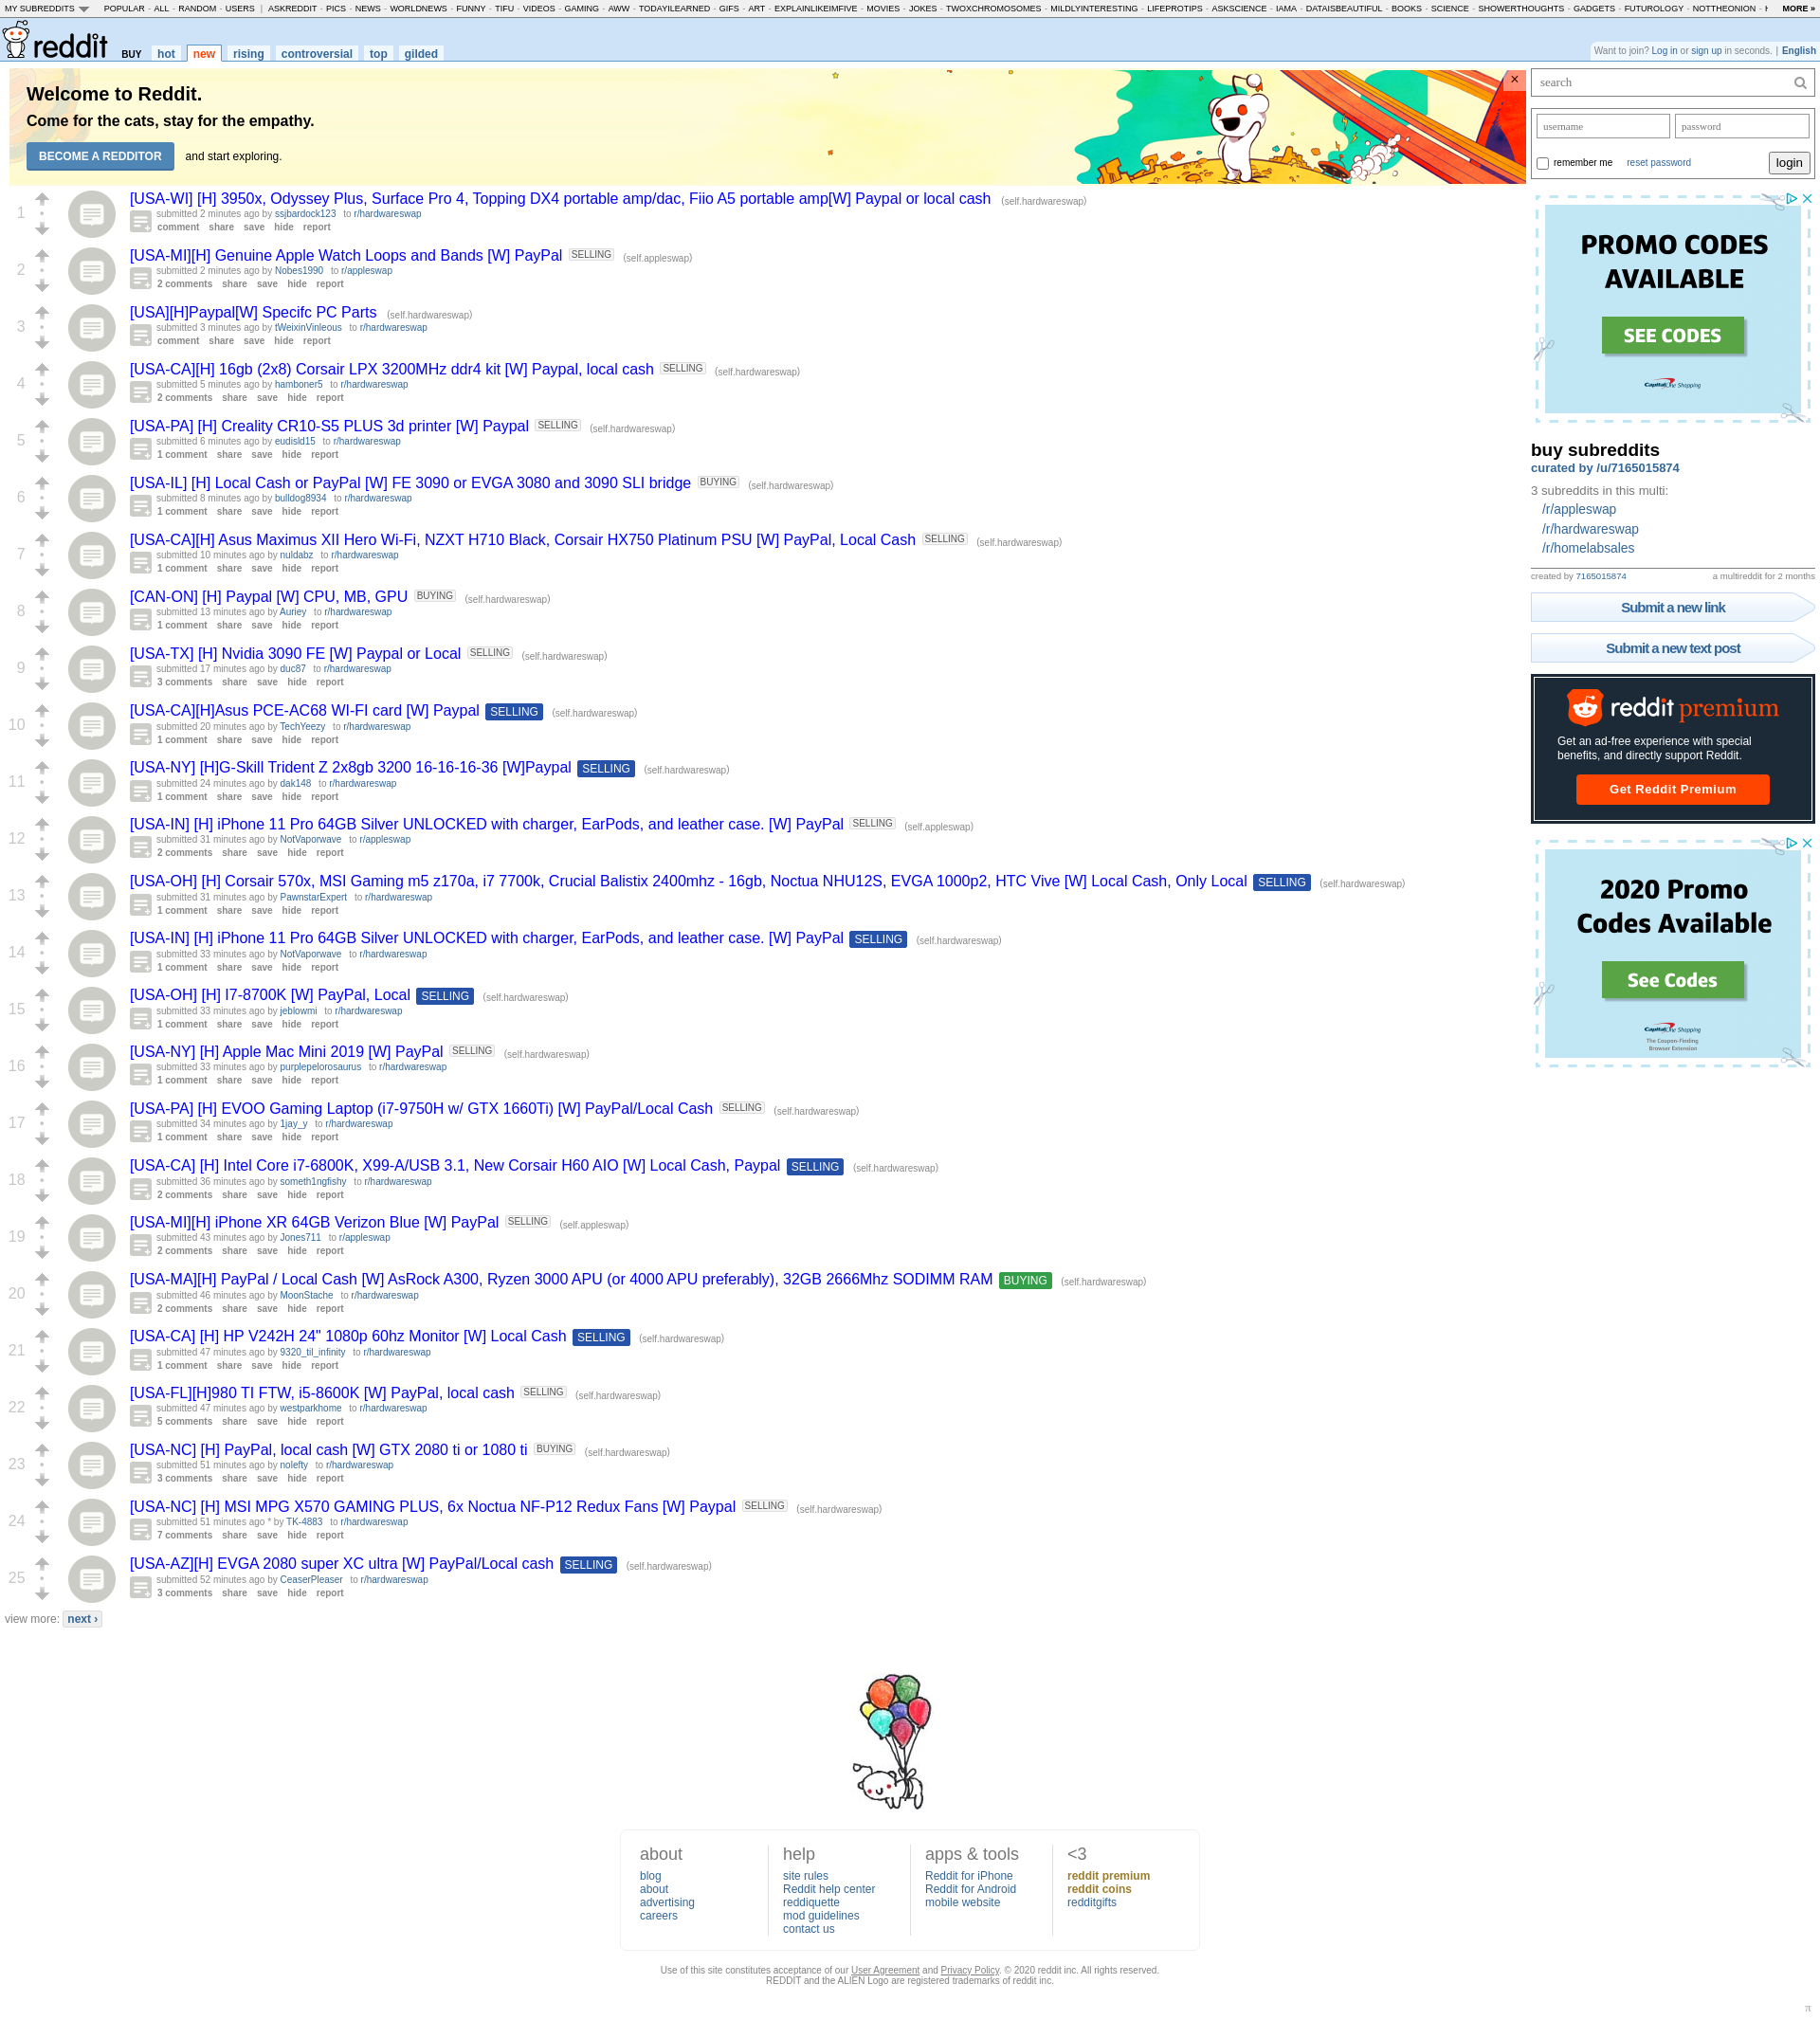 MY SUBREDDITS POPULAR - ALL - RANDOM - USERS | ASKREDDIT - PICS - NEWS - WORLDNEWS - FUNNY - TIFU - VIDEOS - GAMING - AWW - TODAYILEARNED - GIFS - ART - EXPLAINLIKEIMFIVE - MOVIES - JOKES - TWOXCHROMOSOMES - MILDLYINTERESTING - LIFEPROTIPS - ASKSCIENCE - IAMA - DATAISBEAUTIFUL - BOOKS - SCIENCE - SHOWERTHOUGHTS - GADGETS - FUTUROLOGY - NOTTHEONION - MORE »
reddit BUY hot new rising controversial top gilded
Want to join? Log in or sign up in seconds. | English
Welcome to Reddit.
Come for the cats, stay for the empathy.
BECOME A REDDITOR and start exploring.
×
1
[USA-WI] [H] 3950x, Odyssey Plus, Surface Pro 4, Topping DX4 portable amp/dac, Fiio A5 portable amp[W] Paypal or local cash (self.hardwareswap)
submitted 2 minutes ago by ssjbardock123 to r/hardwareswap
comment share save hide report
2
[USA-MI][H] Genuine Apple Watch Loops and Bands [W] PayPal SELLING (self.appleswap)
submitted 2 minutes ago by Nobes1990 to r/appleswap
2 comments share save hide report
3
[USA][H]Paypal[W] Specifc PC Parts (self.hardwareswap)
submitted 3 minutes ago by tWeixinVinleous to r/hardwareswap
comment share save hide report
4
[USA-CA][H] 16gb (2x8) Corsair LPX 3200MHz ddr4 kit [W] Paypal, local cash SELLING (self.hardwareswap)
submitted 5 minutes ago by hamboner5 to r/hardwareswap
2 comments share save hide report
5
[USA-PA] [H] Creality CR10-S5 PLUS 3d printer [W] Paypal SELLING (self.hardwareswap)
submitted 6 minutes ago by eudisld15 to r/hardwareswap
1 comment share save hide report
6
[USA-IL] [H] Local Cash or PayPal [W] FE 3090 or EVGA 3080 and 3090 SLI bridge BUYING (self.hardwareswap)
submitted 8 minutes ago by bulldog8934 to r/hardwareswap
1 comment share save hide report
7
[USA-CA][H] Asus Maximus XII Hero Wi-Fi, NZXT H710 Black, Corsair HX750 Platinum PSU [W] PayPal, Local Cash SELLING (self.hardwareswap)
submitted 10 minutes ago by nuldabz to r/hardwareswap
1 comment share save hide report
8
[CAN-ON] [H] Paypal [W] CPU, MB, GPU BUYING (self.hardwareswap)
submitted 13 minutes ago by Auriey to r/hardwareswap
1 comment share save hide report
9
[USA-TX] [H] Nvidia 3090 FE [W] Paypal or Local SELLING (self.hardwareswap)
submitted 17 minutes ago by duc87 to r/hardwareswap
3 comments share save hide report
10
[USA-CA][H]Asus PCE-AC68 WI-FI card [W] Paypal SELLING (self.hardwareswap)
submitted 20 minutes ago by TechYeezy to r/hardwareswap
1 comment share save hide report
11
[USA-NY] [H]G-Skill Trident Z 2x8gb 3200 16-16-16-36 [W]Paypal SELLING (self.hardwareswap)
submitted 24 minutes ago by dak148 to r/hardwareswap
1 comment share save hide report
12
[USA-IN] [H] iPhone 11 Pro 64GB Silver UNLOCKED with charger, EarPods, and leather case. [W] PayPal SELLING (self.appleswap)
submitted 31 minutes ago by NotVaporwave to r/appleswap
2 comments share save hide report
13
[USA-OH] [H] Corsair 570x, MSI Gaming m5 z170a, i7 7700k, Crucial Balistix 2400mhz - 16gb, Noctua NHU12S, EVGA 1000p2, HTC Vive [W] Local Cash, Only Local SELLING (self.hardwareswap)
submitted 31 minutes ago by PawnstarExpert to r/hardwareswap
1 comment share save hide report
14
[USA-IN] [H] iPhone 11 Pro 64GB Silver UNLOCKED with charger, EarPods, and leather case. [W] PayPal SELLING (self.hardwareswap)
submitted 33 minutes ago by NotVaporwave to r/hardwareswap
1 comment share save hide report
15
[USA-OH] [H] I7-8700K [W] PayPal, Local SELLING (self.hardwareswap)
submitted 33 minutes ago by jeblowmi to r/hardwareswap
1 comment share save hide report
16
[USA-NY] [H] Apple Mac Mini 2019 [W] PayPal SELLING (self.hardwareswap)
submitted 33 minutes ago by purplepelorosaurus to r/hardwareswap
1 comment share save hide report
17
[USA-PA] [H] EVOO Gaming Laptop (i7-9750H w/ GTX 1660Ti) [W] PayPal/Local Cash SELLING (self.hardwareswap)
submitted 34 minutes ago by 1jay_y to r/hardwareswap
1 comment share save hide report
18
[USA-CA] [H] Intel Core i7-6800K, X99-A/USB 3.1, New Corsair H60 AIO [W] Local Cash, Paypal SELLING (self.hardwareswap)
submitted 36 minutes ago by someth1ngfishy to r/hardwareswap
2 comments share save hide report
19
[USA-MI][H] iPhone XR 64GB Verizon Blue [W] PayPal SELLING (self.appleswap)
submitted 43 minutes ago by Jones711 to r/appleswap
2 comments share save hide report
20
[USA-MA][H] PayPal / Local Cash [W] AsRock A300, Ryzen 3000 APU (or 4000 APU preferably), 32GB 2666Mhz SODIMM RAM BUYING (self.hardwareswap)
submitted 46 minutes ago by MoonStache to r/hardwareswap
2 comments share save hide report
21
[USA-CA] [H] HP V242H 24" 1080p 60hz Monitor [W] Local Cash SELLING (self.hardwareswap)
submitted 47 minutes ago by 9320_til_infinity to r/hardwareswap
1 comment share save hide report
22
[USA-FL][H]980 TI FTW, i5-8600K [W] PayPal, local cash SELLING (self.hardwareswap)
submitted 47 minutes ago by westparkhome to r/hardwareswap
5 comments share save hide report
23
[USA-NC] [H] PayPal, local cash [W] GTX 2080 ti or 1080 ti BUYING (self.hardwareswap)
submitted 51 minutes ago by nolefty to r/hardwareswap
3 comments share save hide report
24
[USA-NC] [H] MSI MPG X570 GAMING PLUS, 6x Noctua NF-P12 Redux Fans [W] Paypal SELLING (self.hardwareswap)
submitted 51 minutes ago * by TK-4883 to r/hardwareswap
7 comments share save hide report
25
[USA-AZ][H] EVGA 2080 super XC ultra [W] PayPal/Local cash SELLING (self.hardwareswap)
submitted 52 minutes ago by CeaserPleaser to r/hardwareswap
3 comments share save hide report
view more: next ›
search
username password
remember me reset password login
PROMO CODES
AVAILABLE
SEE CODES
Capital One Shopping
buy subreddits
curated by /u/7165015874
3 subreddits in this multi:
/r/appleswap
/r/hardwareswap
/r/homelabsales
created by 7165015874 a multireddit for 2 months
Submit a new link
Submit a new text post
reddit premium
Get an ad-free experience with special
benefits, and directly support Reddit.
Get Reddit Premium
2020 Promo
Codes Available
See Codes
Capital One Shopping
The Coupon-Finding
Browser Extension
about
blog
about
advertising
careers
help
site rules
Reddit help center
reddiquette
mod guidelines
contact us
apps & tools
Reddit for iPhone
Reddit for Android
mobile website
<3
reddit premium
reddit coins
redditgifts
Use of this site constitutes acceptance of our User Agreement and Privacy Policy. © 2020 reddit inc. All rights reserved.
REDDIT and the ALIEN Logo are registered trademarks of reddit inc.
π